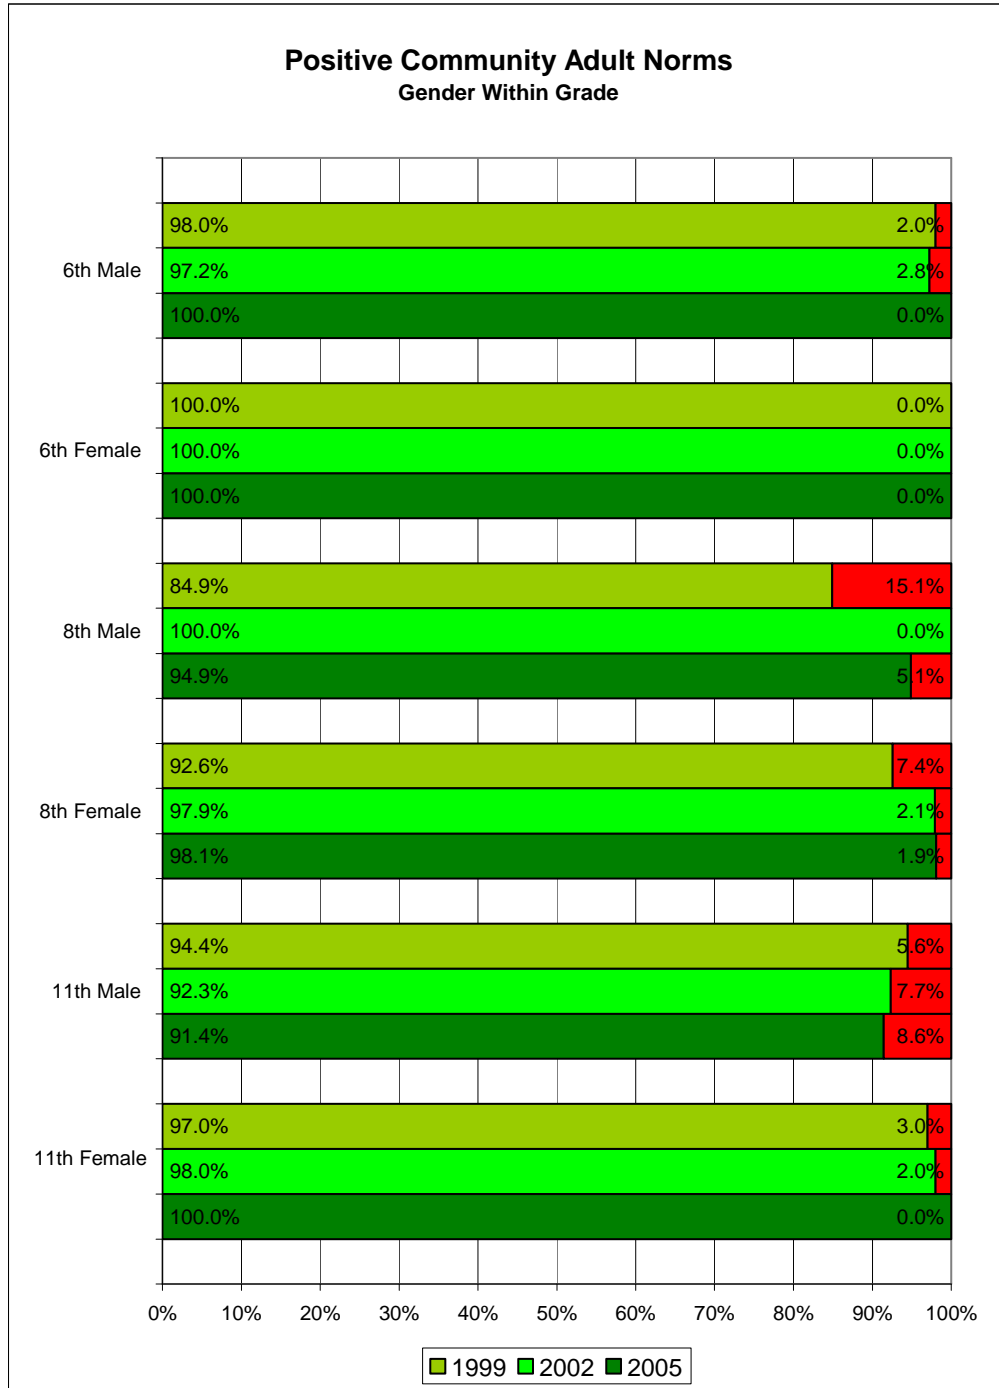 Positive Community Adult Norms
Gender Within Grade
98.0% 2.0%
6th Male 97.2% 2.8%
100.0% 0.0%
100.0% 0.0%
6th Female 100.0% 0.0%
100.0% 0.0%
84.9% 15.1%
8th Male 100.0% 0.0%
94.9% 5.1%
92.6% 7.4%
8th Female 97.9% 2.1%
98.1% 1.9%
94.4% 5.6%
11th Male 92.3% 7.7%
91.4% 8.6%
97.0% 3.0%
11th Female 98.0% 2.0%
100.0% 0.0%
0% 10% 20% 30% 40% 50% 60% 70% 80% 90% 100%
1999 2002 2005